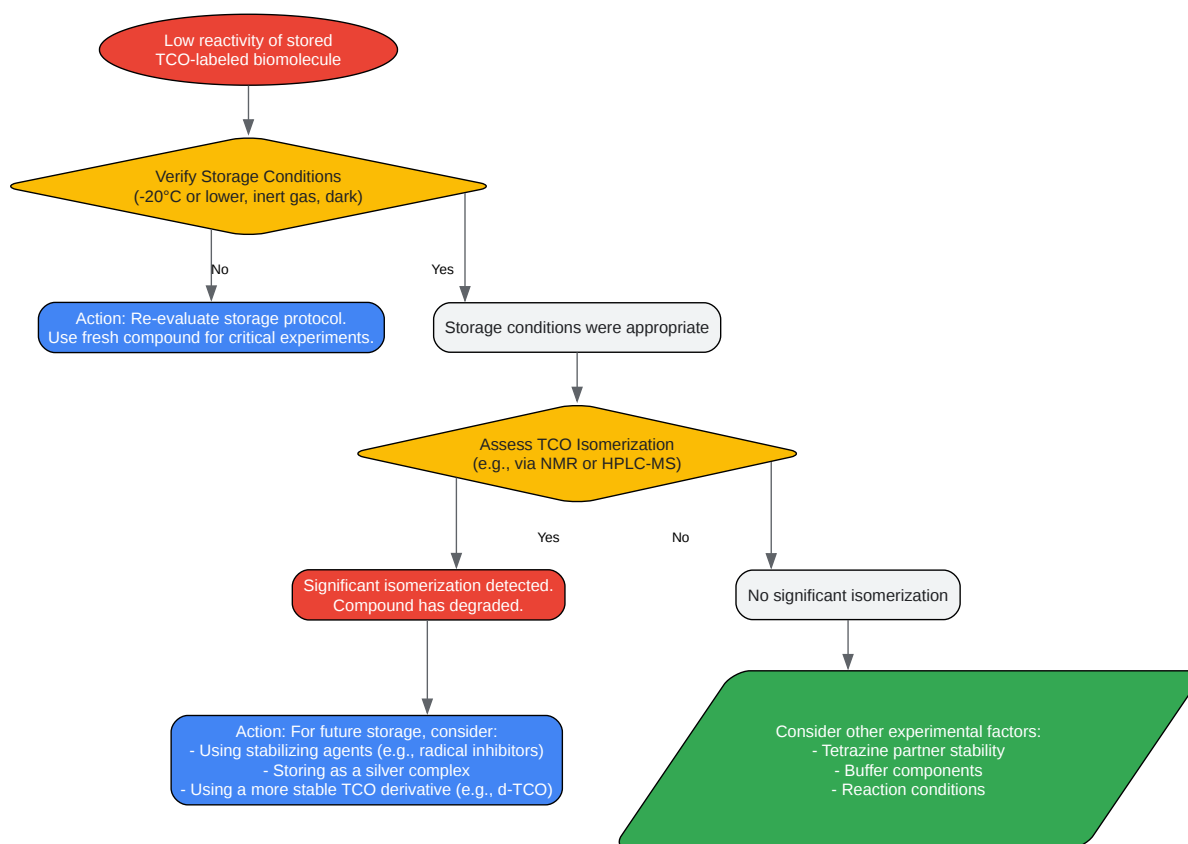 Low reactivity of stored
TCO-labeled biomolecule
Verify Storage Conditions
(-20°C or lower, inert gas, dark)
No
Yes
Action: Re-evaluate storage protocol.
Use fresh compound for critical experiments.
Storage conditions were appropriate
Assess TCO Isomerization
(e.g., via NMR or HPLC-MS)
Yes
No
Significant isomerization detected.
Compound has degraded.
No significant isomerization
Action: For future storage, consider:
- Using stabilizing agents (e.g., radical inhibitors)
- Storing as a silver complex
- Using a more stable TCO derivative (e.g., d-TCO)
Consider other experimental factors:
- Tetrazine partner stability
- Buffer components
- Reaction conditions